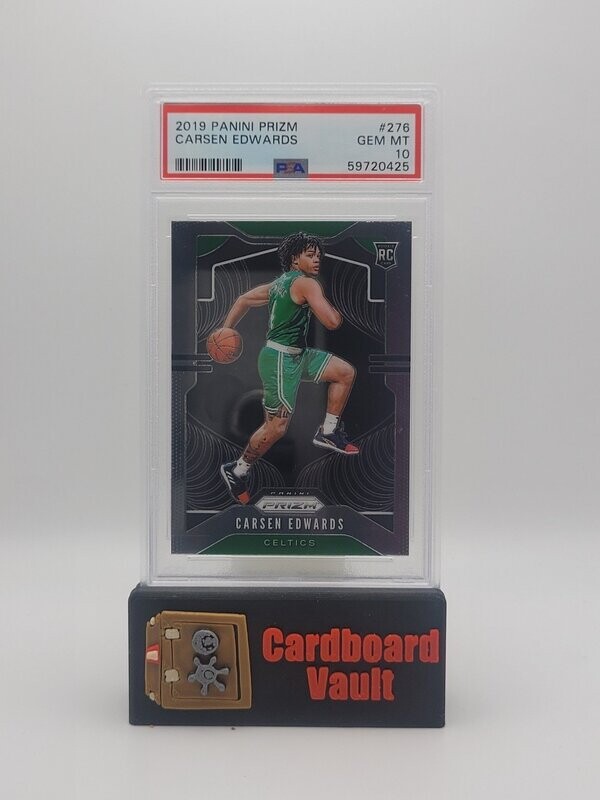 2019 PANINI PRIZM #276
CARSEN EDWARDS GEM MT
10
PSA 59720425
RC
PANINI
PRIZM
CARSEN EDWARDS
CELTICS
Cardboard
Vault